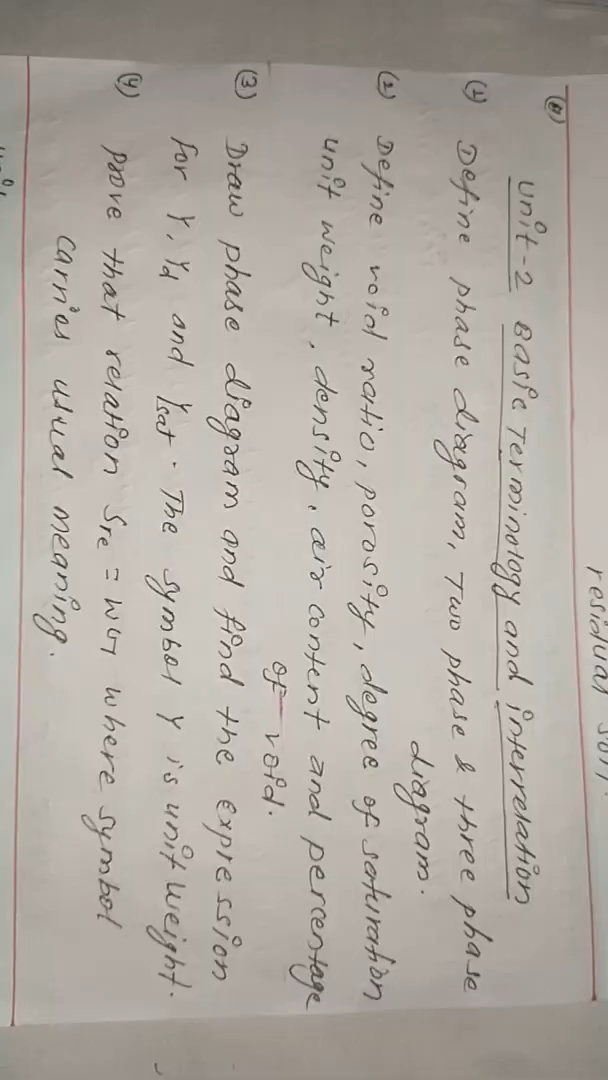 residual soil.
(B)
Unit-2 Basic Terminology and interrelation
(1) Define phase diagram, Two phase & three phase
diagram.
(2) Define void ratio, porosity, degree of saturation
unit weight, density, air content and percentage
of void.
(3) Draw phase diagram and find the expression
for γ, γd and γsat. The symbol γ is unit weight.
(4) prove that relation Sre = WG where symbol
carries usual meaning.